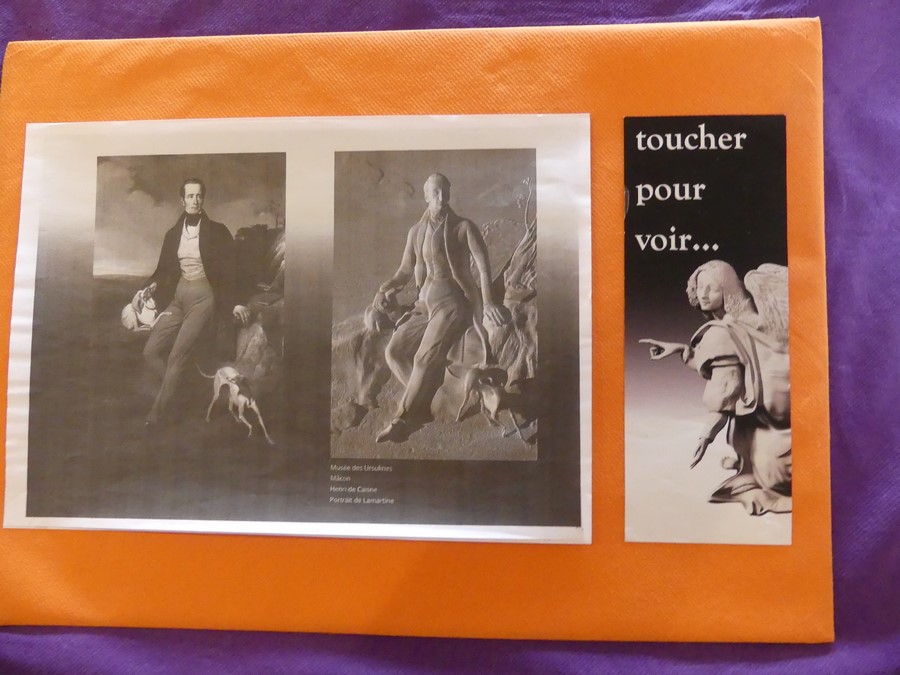 Musée des Ursulines
Mâcon
Henri de Caisne
Portrait de Lamartine
toucher
pour
voir...